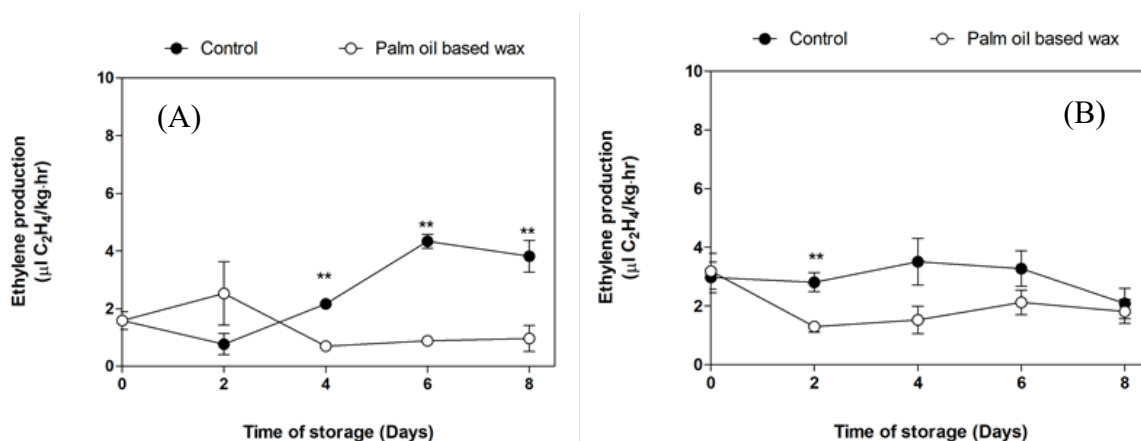 Control Palm oil based wax
(A)
10
8
6
4
2
0
** ** **
0 2 4 6 8
Ethylene production
(µl C₂H₄/kg·hr)
Time of storage (Days)
Control Palm oil based wax
(B)
10
8
6
4
2
0
**
0 2 4 6 8
Ethylene production
(µl C₂H₄/kg·hr)
Time of storage (Days)